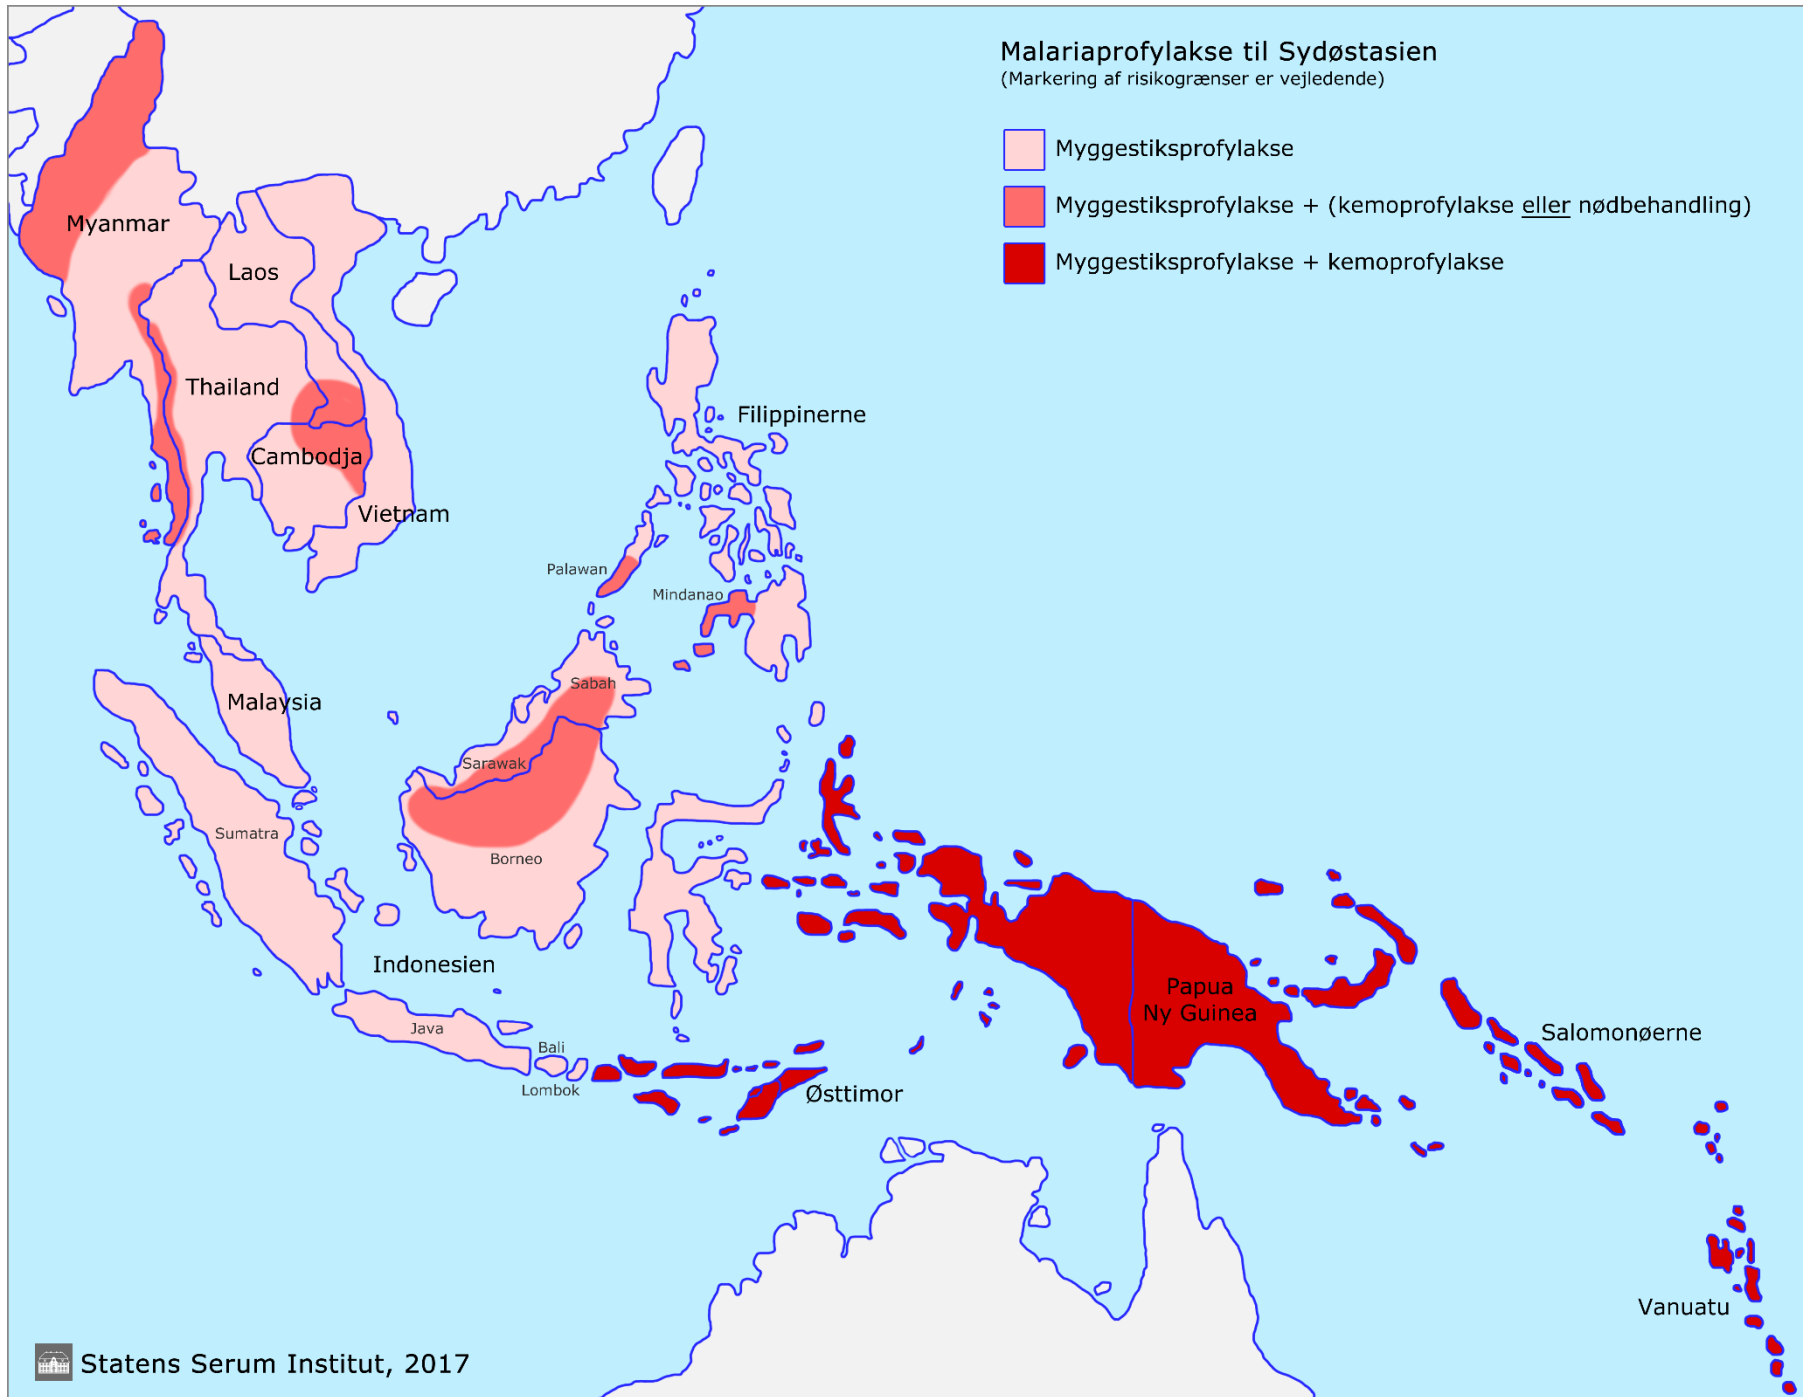 Malariaprofylakse til Sydøstasien
(Markering af risikogrænser er vejledende)
Myggestiksprofylakse
Myggestiksprofylakse + (kemoprofylakse eller nødbehandling)
Myggestiksprofylakse + kemoprofylakse
Myanmar
Laos
Thailand
Filippinerne
Cambodja
Vietnam
Palawan
Mindanao
Sabah
Malaysia
Sarawak
Sumatra
Borneo
Indonesien
Papua
Ny Guinea
Java
Salomonøerne
Bali
Lombok
Østtimor
Vanuatu
Statens Serum Institut, 2017